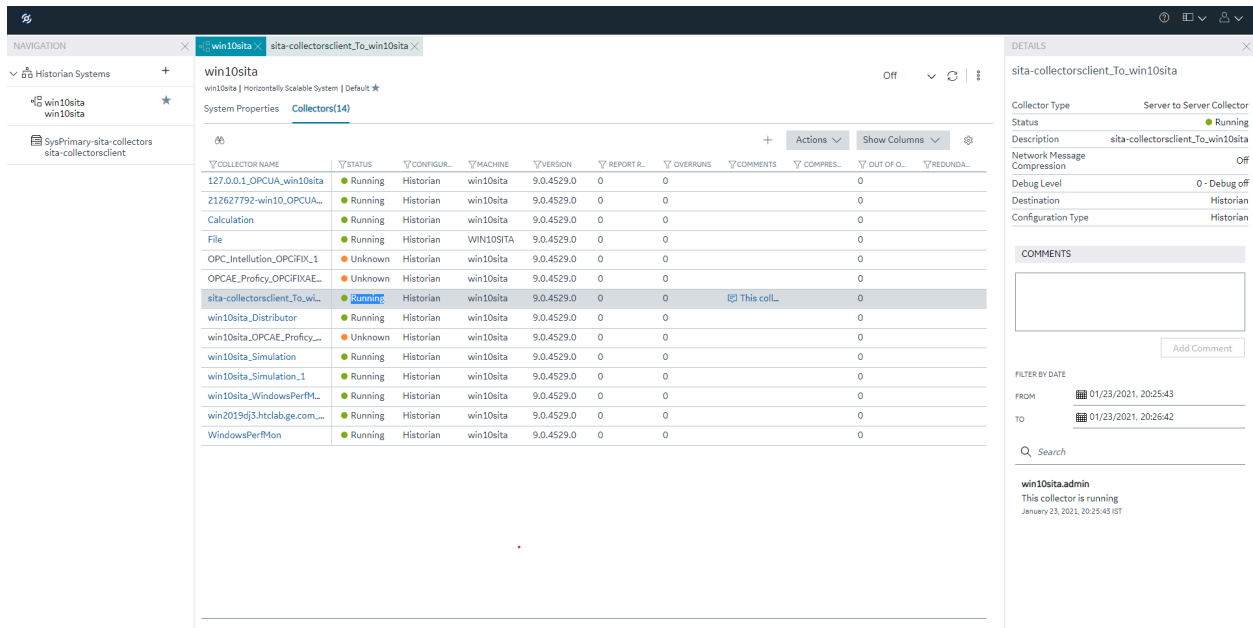 NAVIGATION
Historian Systems
win10sita
win10sita
SysPrimary-sita-collectors
sita-collectorsclient
win10sita
sita-collectorsclient_To_win10sita
win10sita
win10sita | Horizontally Scalable System | Default
Off
System Properties Collectors(14)
Actions Show Columns
COLLECTOR NAME STATUS CONFIGUR... MACHINE VERSION REPORT R... OVERRUNS COMMENTS COMPRES... OUT OF O... REDUNDA...
127.0.0.1_OPCUA_win10sita Running Historian win10sita 9.0.4529.0 0 0 0
212627792-win10_OPCUA... Running Historian win10sita 9.0.4529.0 0 0 0
Calculation Running Historian win10sita 9.0.4529.0 0 0 0
File Running Historian WIN10SITA 9.0.4529.0 0 0 0
OPC_Intellution_OPCiFIX_1 Unknown Historian win10sita 9.0.4529.0 0 0 0
OPCAE_Proficy_OPCiFIXAE... Unknown Historian win10sita 9.0.4529.0 0 0 0
sita-collectorsclient_To_wi... Running Historian win10sita 9.0.4529.0 0 0 This coll... 0
win10sita_Distributor Running Historian win10sita 9.0.4529.0 0 0 0
win10sita_OPCAE_Proficy_... Unknown Historian win10sita 9.0.4529.0 0 0 0
win10sita_Simulation Running Historian win10sita 9.0.4529.0 0 0 0
win10sita_Simulation_1 Running Historian win10sita 9.0.4529.0 0 0 0
win10sita_WindowsPerfM... Running Historian win10sita 9.0.4529.0 0 0 0
win2019dj3.htclab.ge.com_... Running Historian win10sita 9.0.4529.0 0 0 0
WindowsPerfMon Running Historian win10sita 9.0.4529.0 0 0 0
DETAILS
sita-collectorsclient_To_win10sita
Collector Type Server to Server Collector
Status Running
Description sita-collectorsclient_To_win10sita
Network Message
Compression Off
Debug Level 0 - Debug off
Destination Historian
Configuration Type Historian
COMMENTS
Add Comment
FILTER BY DATE
FROM 01/23/2021, 20:25:43
TO 01/23/2021, 20:26:42
Search
win10sita.admin
This collector is running
January 23, 2021, 20:25:43 IST